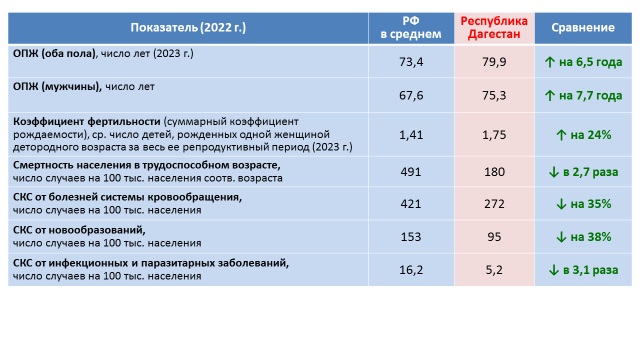 Показатель (2022 г.) РФ в среднем Республика Дагестан Сравнение
ОПЖ (оба пола), число лет (2023 г.) 73,4 79,9 ↑ на 6,5 года
ОПЖ (мужчины), число лет 67,6 75,3 ↑ на 7,7 года
Коэффициент фертильности (суммарный коэффициент
рождаемости), ср. число детей, рожденных одной женщиной
детородного возраста за весь ее репродуктивный период (2023 г.) 1,41 1,75 ↑ на 24%
Смертность населения в трудоспособном возрасте,
число случаев на 100 тыс. населения соотв. возраста 491 180 ↓ в 2,7 раза
СКС от болезней системы кровообращения,
число случаев на 100 тыс. населения 421 272 ↓ на 35%
СКС от новообразований,
число случаев на 100 тыс. населения 153 95 ↓ на 38%
СКС от инфекционных и паразитарных заболеваний,
число случаев на 100 тыс. населения 16,2 5,2 ↓ в 3,1 раза